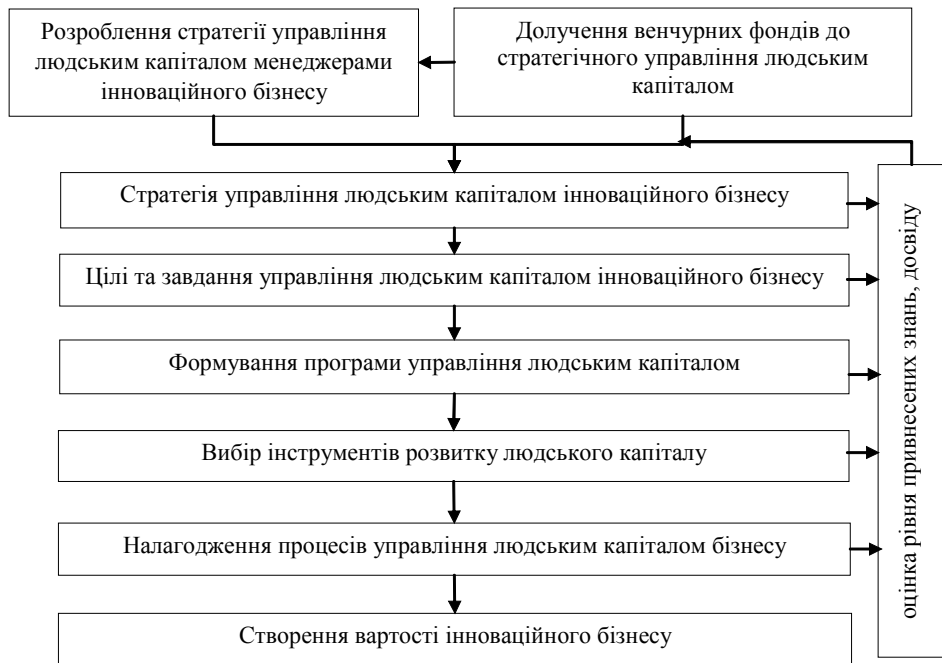 Розроблення стратегії управління
людським капіталом менеджерами
інноваційного бізнесу
Долучення венчурних фондів до
стратегічного управління людським
капіталом
Стратегія управління людським капіталом інноваційного бізнесу
Цілі та завдання управління людським капіталом інноваційного бізнесу
Формування програми управління людським капіталом
Вибір інструментів розвитку людського капіталу
Налагодження процесів управління людським капіталом бізнесу
Створення вартості інноваційного бізнесу
оцінка рівня привнесених знань, досвіду